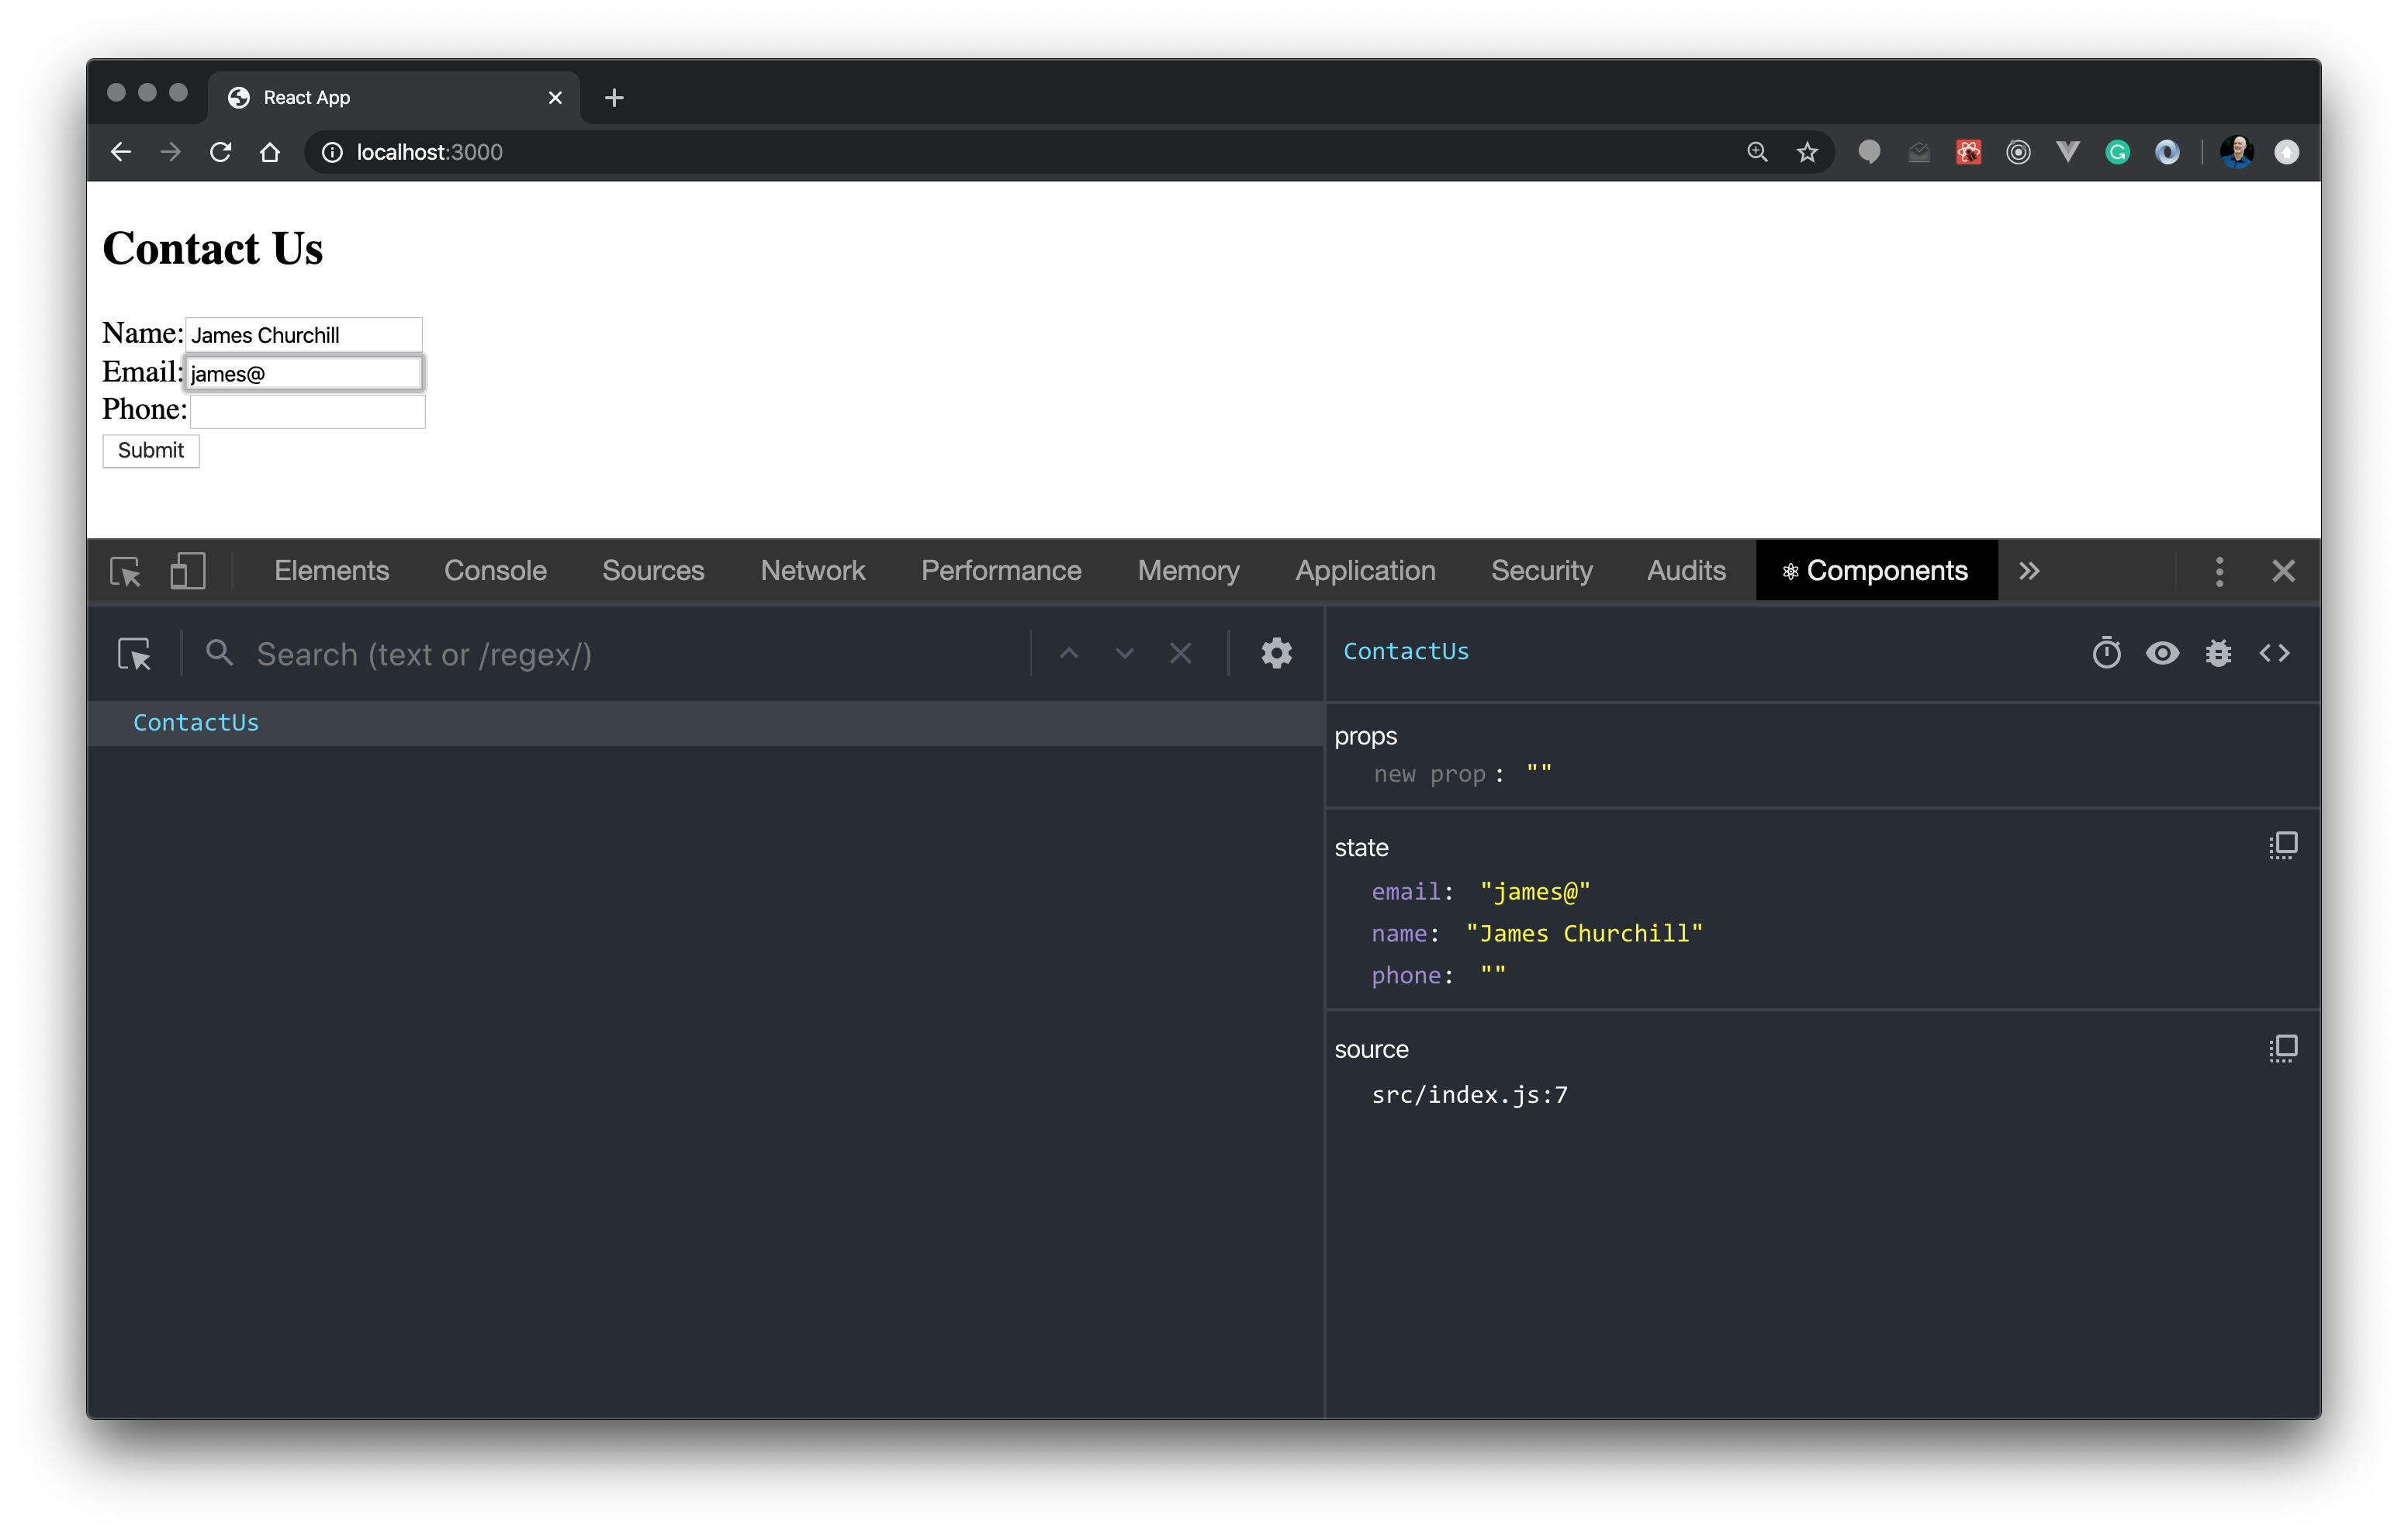 React App
localhost:3000
Contact Us
Name: James Churchill
Email: james@
Phone:
Submit
Elements Console Sources Network Performance Memory Application Security Audits Components
Search (text or /regex/)
ContactUs
ContactUs
props
new prop : ""
state
email: "james@"
name: "James Churchill"
phone: ""
source
src/index.js:7